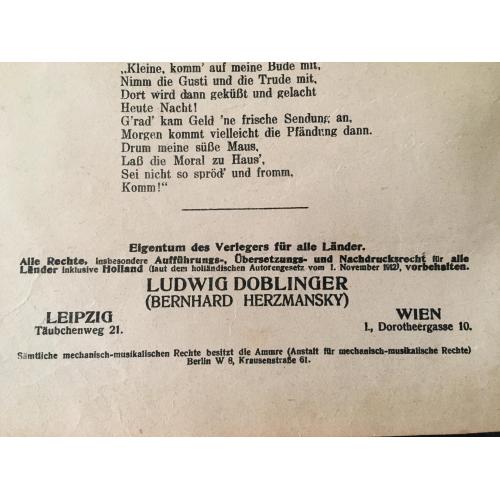 „Kleine, komm' auf meine Bude mit,
Nimm die Gusti und die Trude mit,
Dort wird dann geküßt und gelacht
Heute Nacht!
G'rad' kam Geld 'ne frische Sendung an,
Morgen kommt vielleicht die Pfändung dann.
Drum meine süße Maus,
Laß die Moral zu Haus',
Sei nicht so spröd' und fromm,
Komm!“
Eigentum des Verlegers für alle Länder.
Alle Rechte, insbesondere Aufführungs-, Übersetzungs- und Nachdrucksrecht für alle
Länder inklusive Holland (laut dem holländischen Autorengesetz vom 1. November 1912), vorbehalten.
LUDWIG DOBLINGER
(BERNHARD HERZMANSKY)
LEIPZIG WIEN
Täubchenweg 21. I., Dorotheergasse 10.
Sämtliche mechanisch-musikalischen Rechte besitzt die Ammre (Anstalt für mechanisch-musikalische Rechte)
Berlin W 8, Krausenstraße 61.